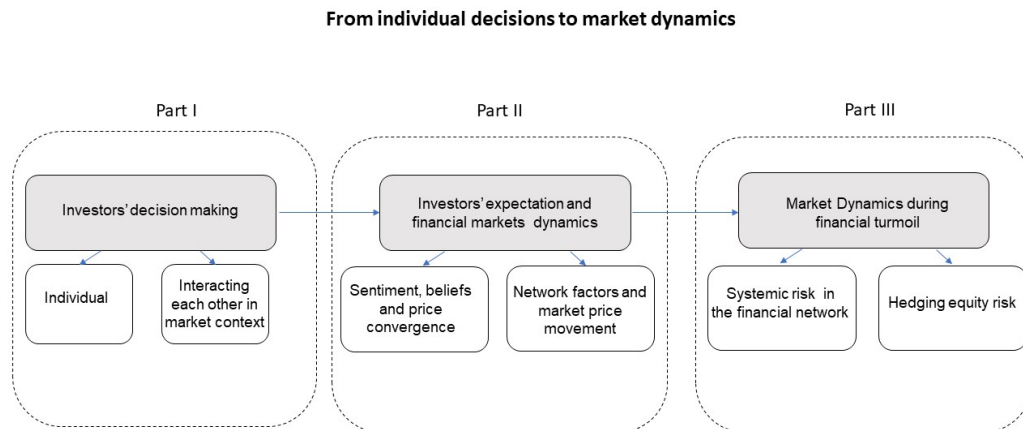 From individual decisions to market dynamics
Part I
Part II
Part III
Investors' decision making
Investors' expectation and
financial markets dynamics
Market Dynamics during
financial turmoil
Individual
Interacting
each other in
market context
Sentiment, beliefs
and price
convergence
Network factors and
market price
movement
Systemic risk in
the financial network
Hedging equity risk